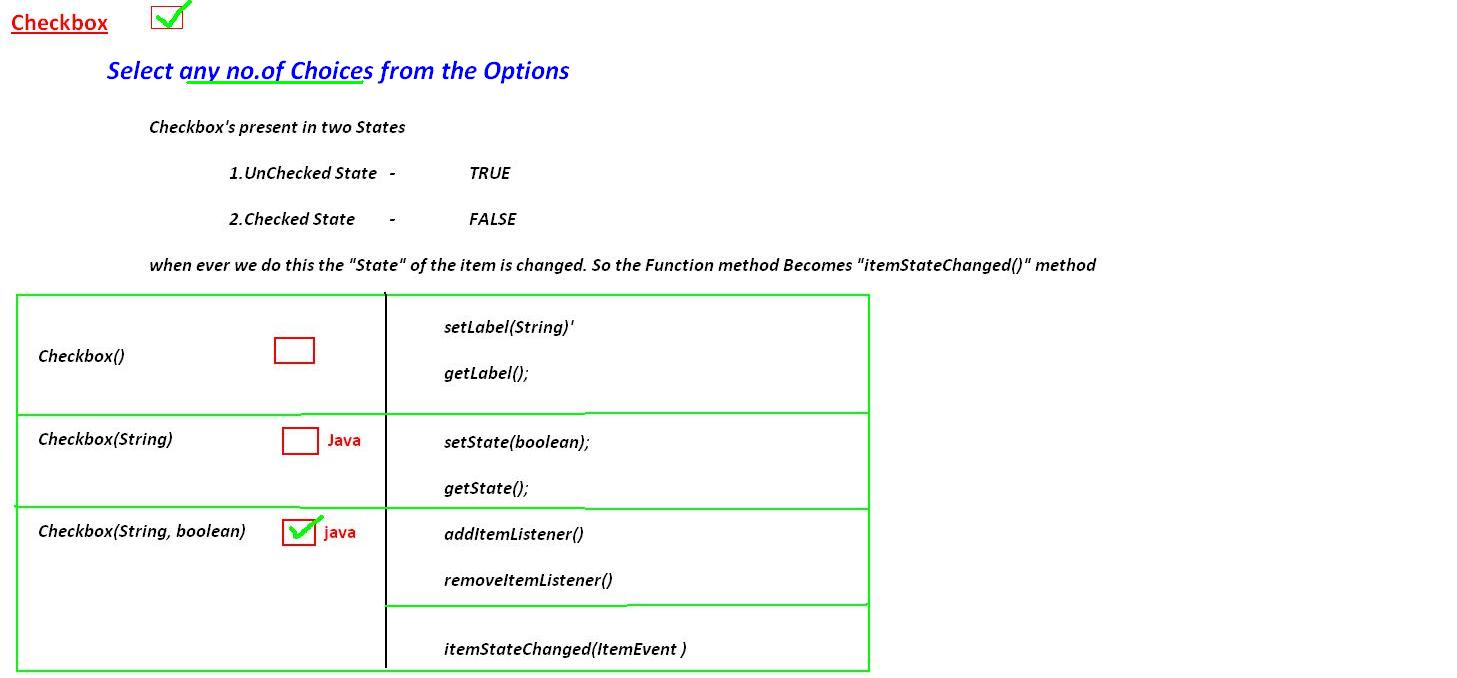 Checkbox
Select any no.of Choices from the Options
Checkbox's present in two States
1.UnChecked State - TRUE
2.Checked State - FALSE
when ever we do this the "State" of the item is changed. So the Function method Becomes "itemStateChanged()" method
setLabel(String)'
Checkbox()
getLabel();
Checkbox(String) Java setState(boolean);
getState();
Checkbox(String, boolean) java addItemListener()
removeItemListener()
itemStateChanged(ItemEvent )